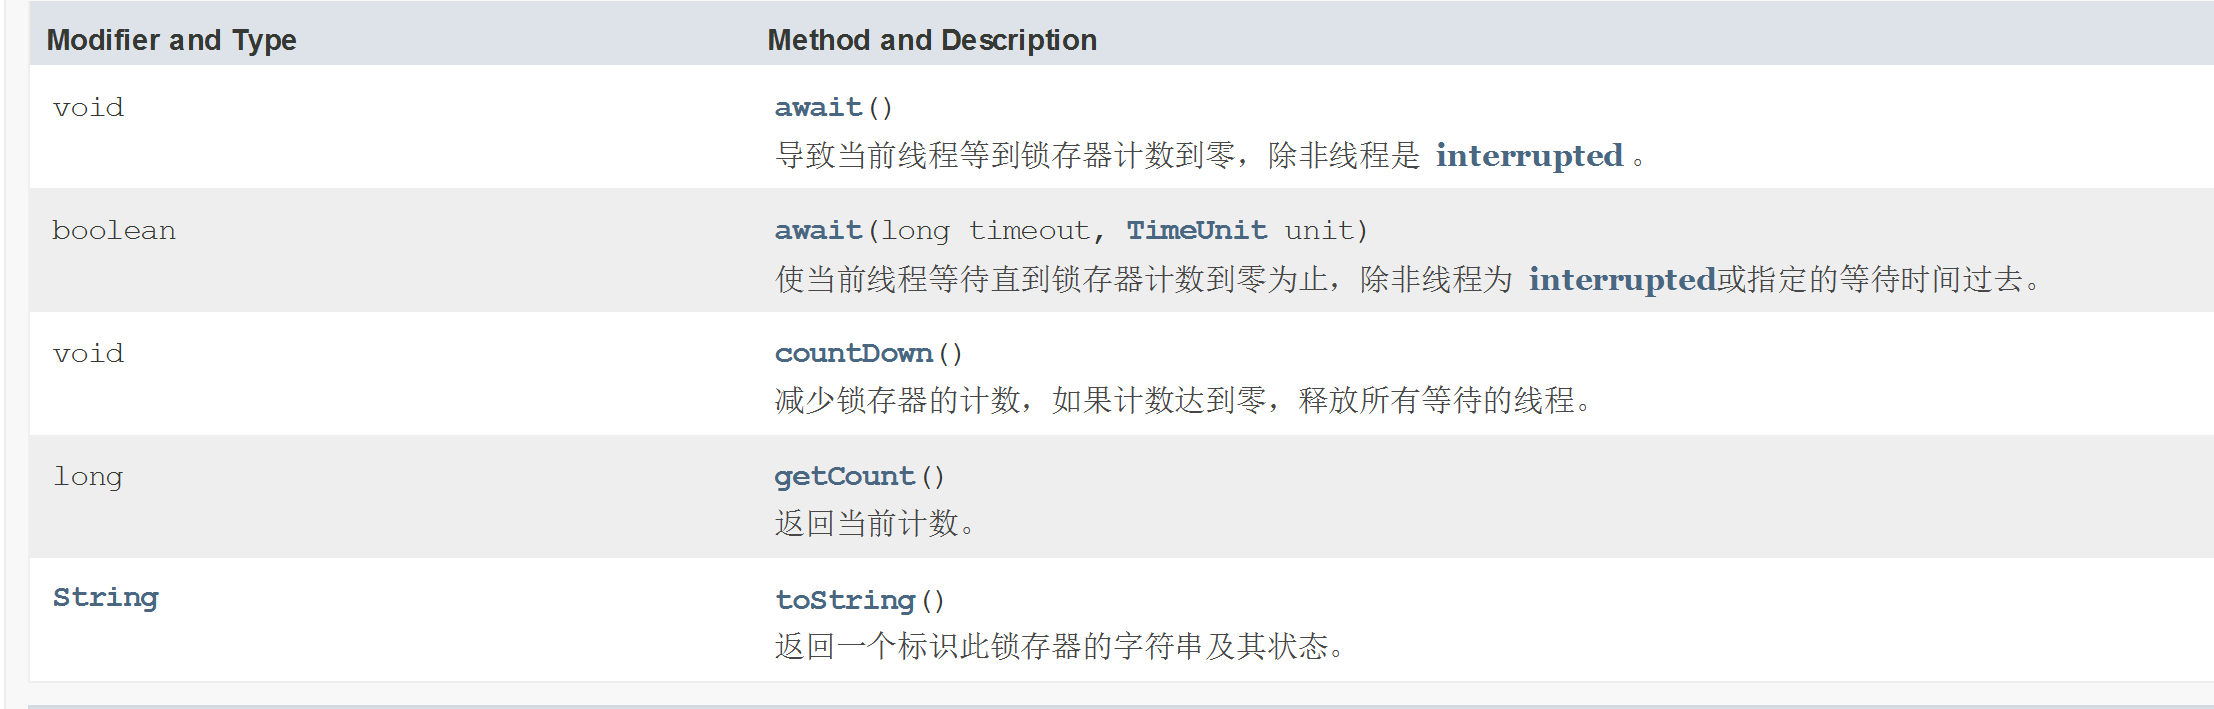 Modifier and Type Method and Description
void await()
导致当前线程等到锁存器计数到零，除非线程是 interrupted 。
boolean await(long timeout, TimeUnit unit)
使当前线程等待直到锁存器计数到零为止，除非线程为 interrupted或指定的等待时间过去。
void countDown()
减少锁存器的计数，如果计数达到零，释放所有等待的线程。
long getCount()
返回当前计数。
String toString()
返回一个标识此锁存器的字符串及其状态。